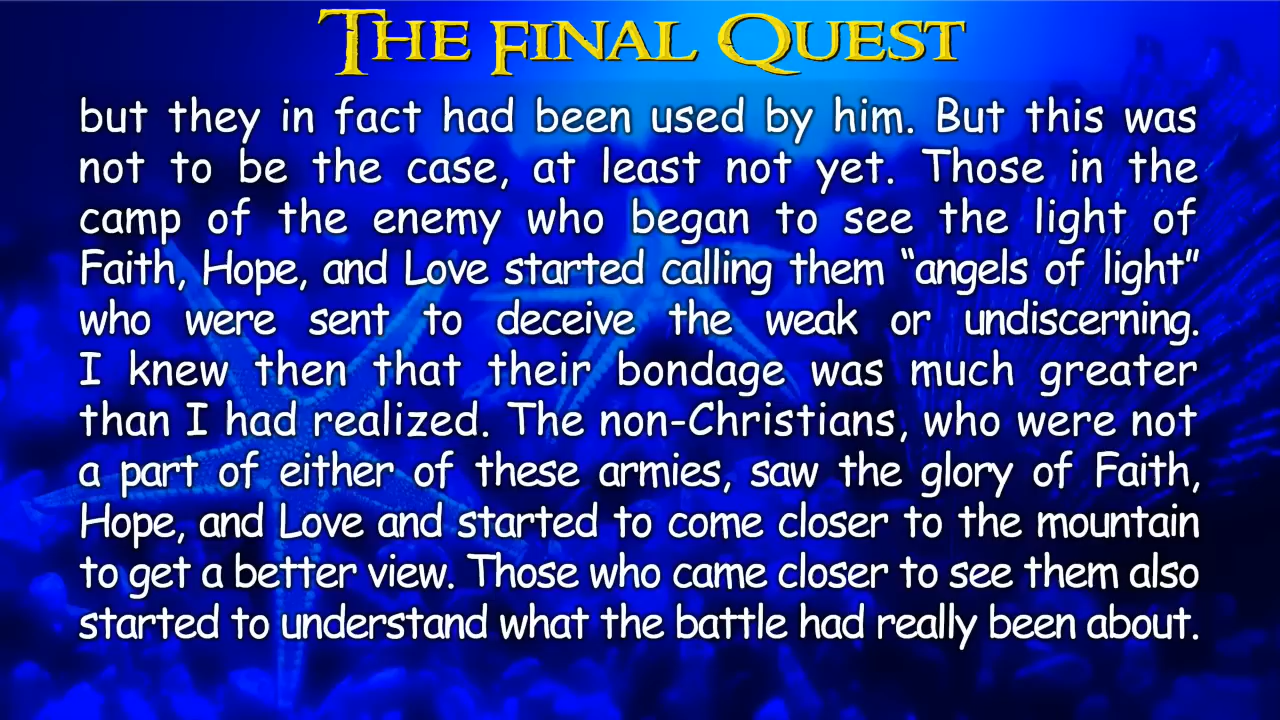 The Final Quest
but they in fact had been used by him. But this was
not to be the case, at least not yet. Those in the
camp of the enemy who began to see the light of
Faith, Hope, and Love started calling them “angels of light”
who were sent to deceive the weak or undiscerning.
I knew then that their bondage was much greater
than I had realized. The non-Christians, who were not
a part of either of these armies, saw the glory of Faith,
Hope, and Love and started to come closer to the mountain
to get a better view. Those who came closer to see them also
started to understand what the battle had really been about.